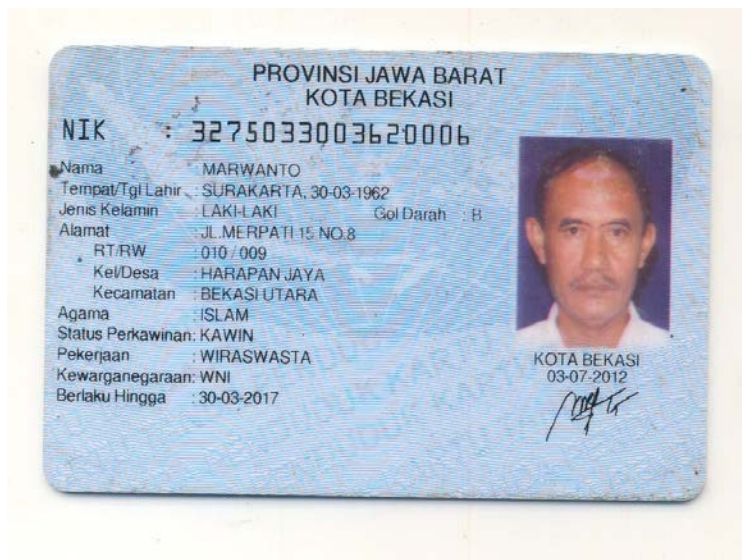 PROVINSI JAWA BARAT
KOTA BEKASI
NIK : 3275033003620006
Nama : MARWANTO
Tempat/Tgl Lahir : SURAKARTA, 30-03-1962
Jenis Kelamin : LAKI-LAKI Gol Darah : B
Alamat : JL.MERPATI 15 NO.8
RT/RW : 010 / 009
Kel/Desa : HARAPAN JAYA
Kecamatan : BEKASI UTARA
Agama : ISLAM
Status Perkawinan: KAWIN
Pekerjaan : WIRASWASTA
Kewarganegaraan: WNI
Berlaku Hingga : 30-03-2017
KOTA BEKASI
03-07-2012